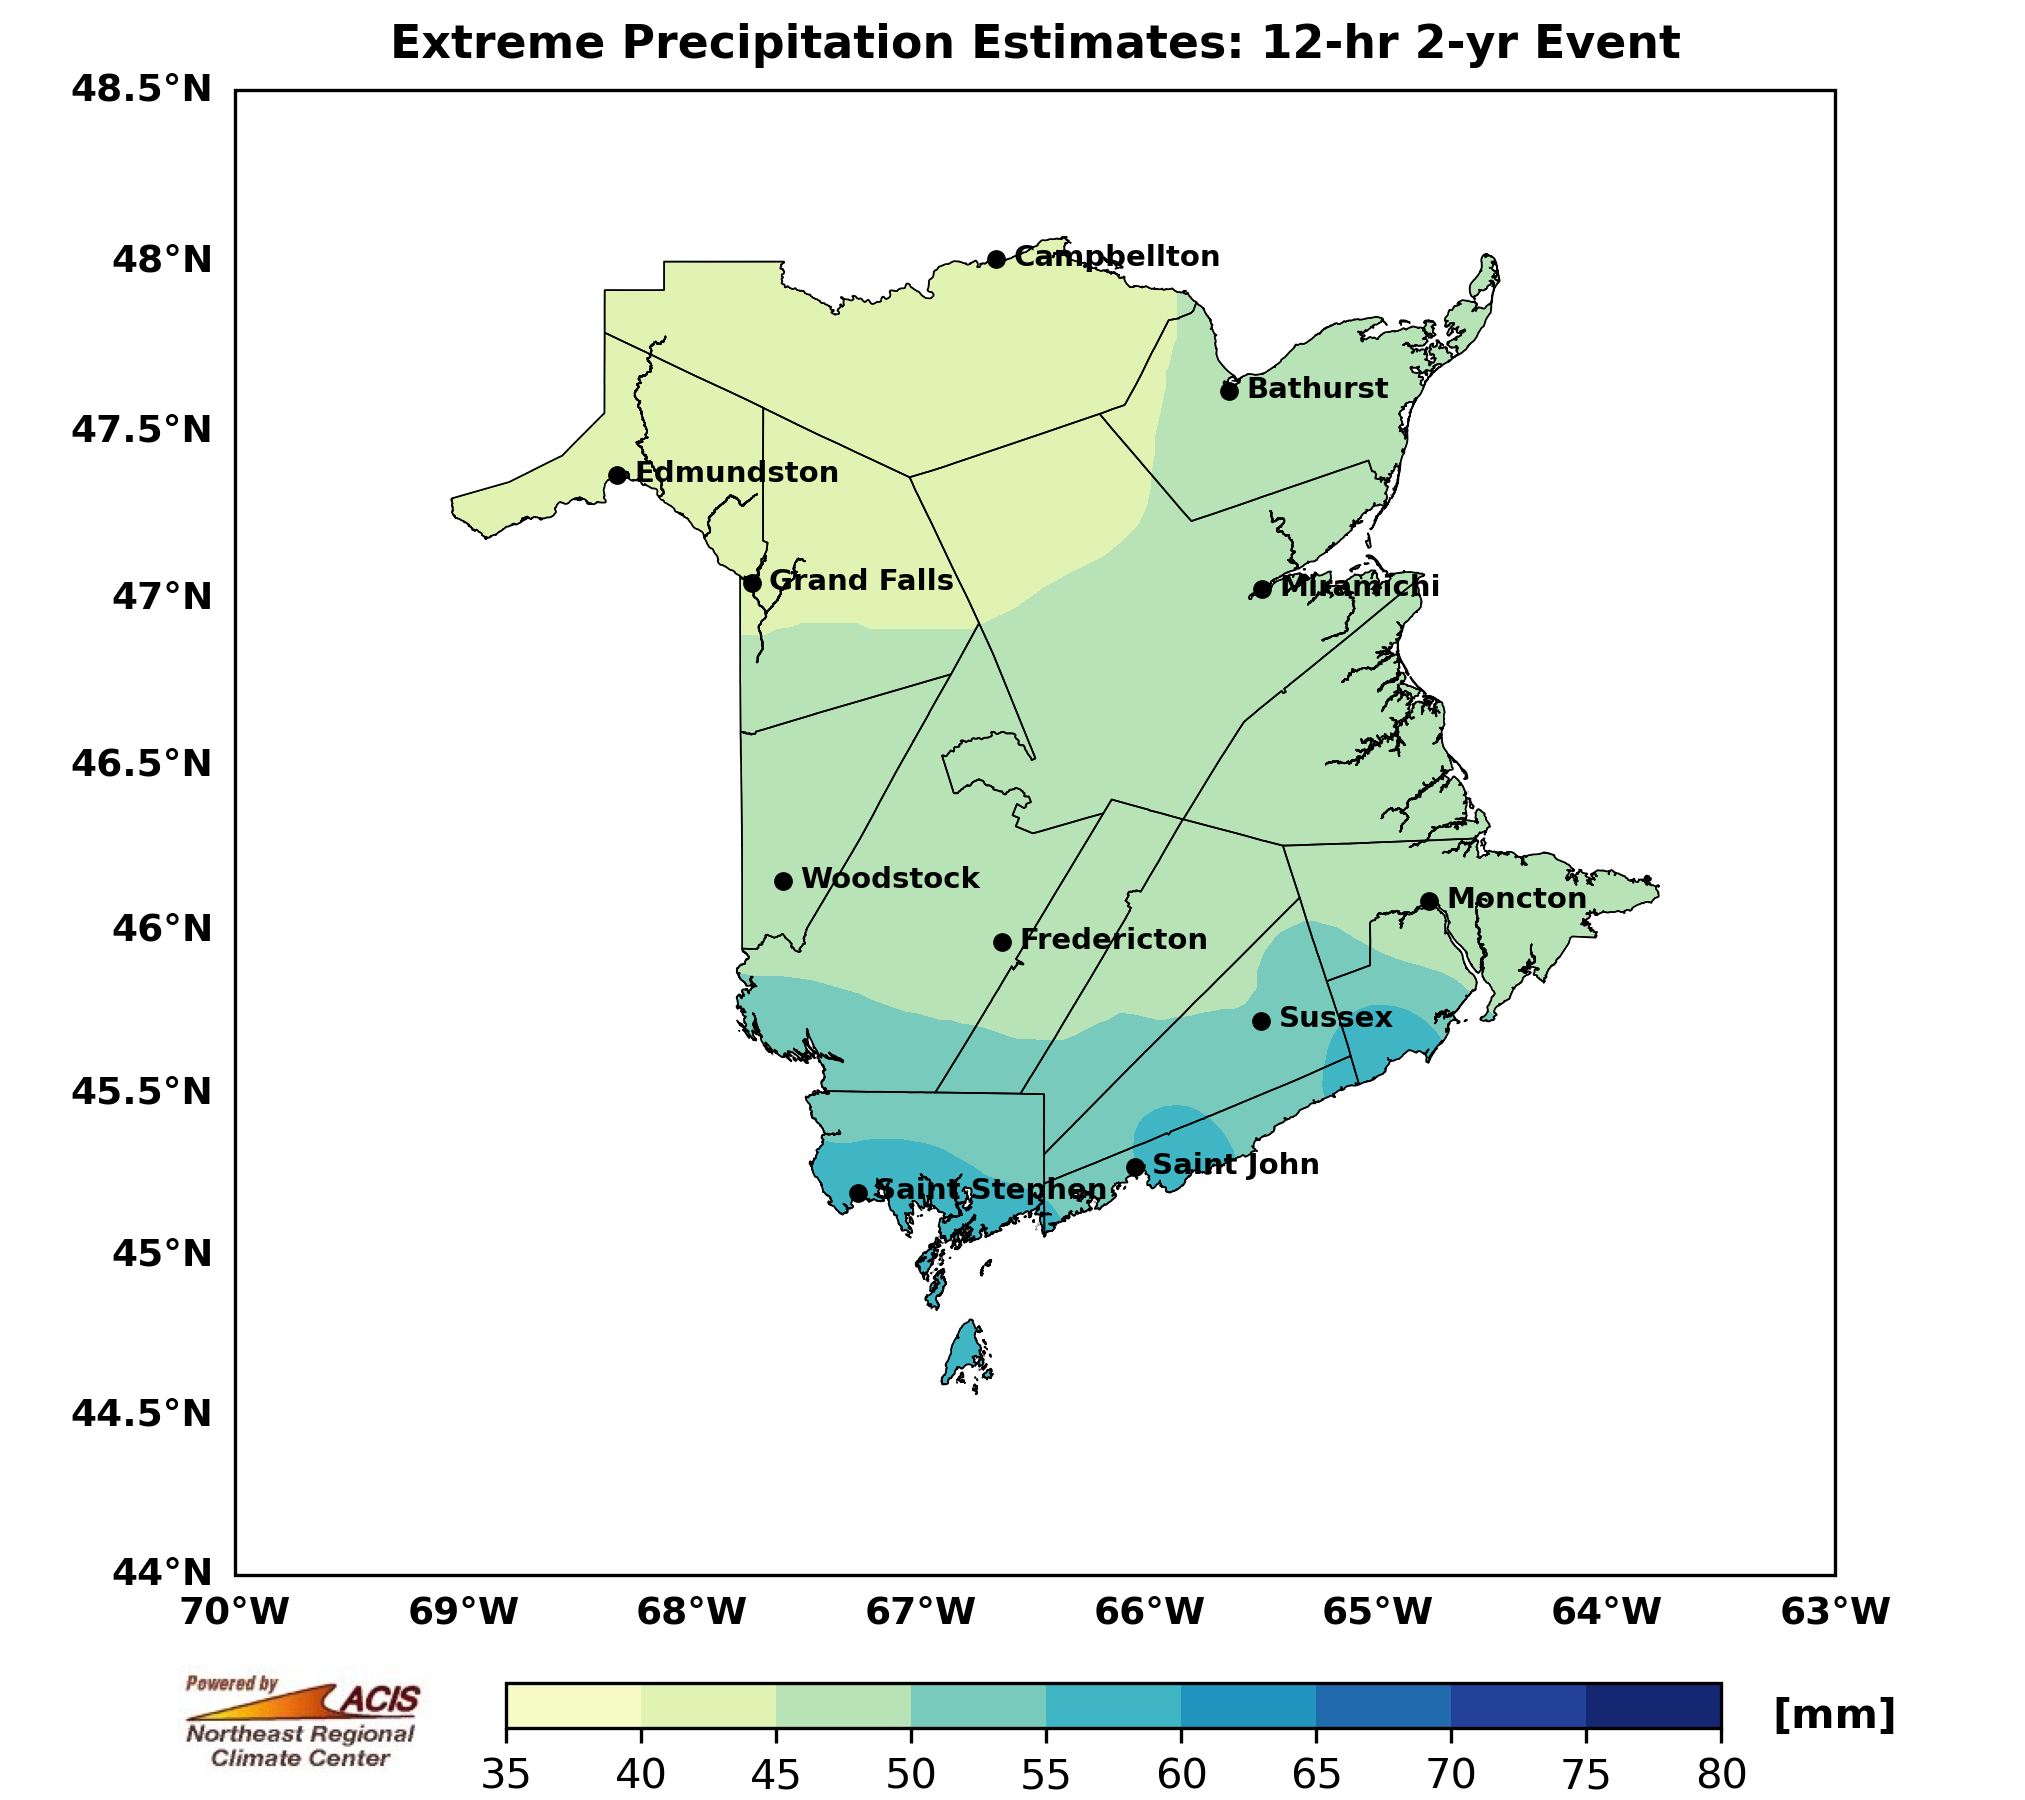 Extreme Precipitation Estimates: 12-hr 2-yr Event
48.5°N
48°N
47.5°N
47°N
46.5°N
46°N
45.5°N
45°N
44.5°N
44°N
Campbellton
Bathurst
Edmundston
Grand Falls
Miramichi
Woodstock
Moncton
Fredericton
Sussex
Saint John
Saint Stephen
70°W 69°W 68°W 67°W 66°W 65°W 64°W 63°W
Powered by
ACIS
Northeast Regional
Climate Center
[mm]
35 40 45 50 55 60 65 70 75 80